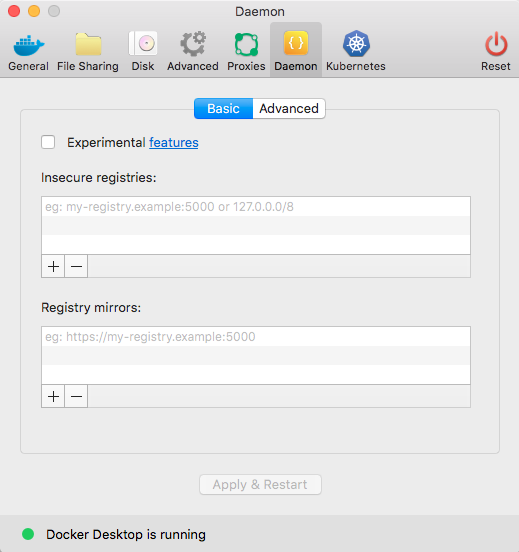 Daemon
General File Sharing Disk Advanced Proxies Daemon Kubernetes Reset
Basic Advanced
Experimental features
Insecure registries:
eg: my-registry.example:5000 or 127.0.0.0/8
+ −
Registry mirrors:
eg: https://my-registry.example:5000
+ −
Apply & Restart
Docker Desktop is running